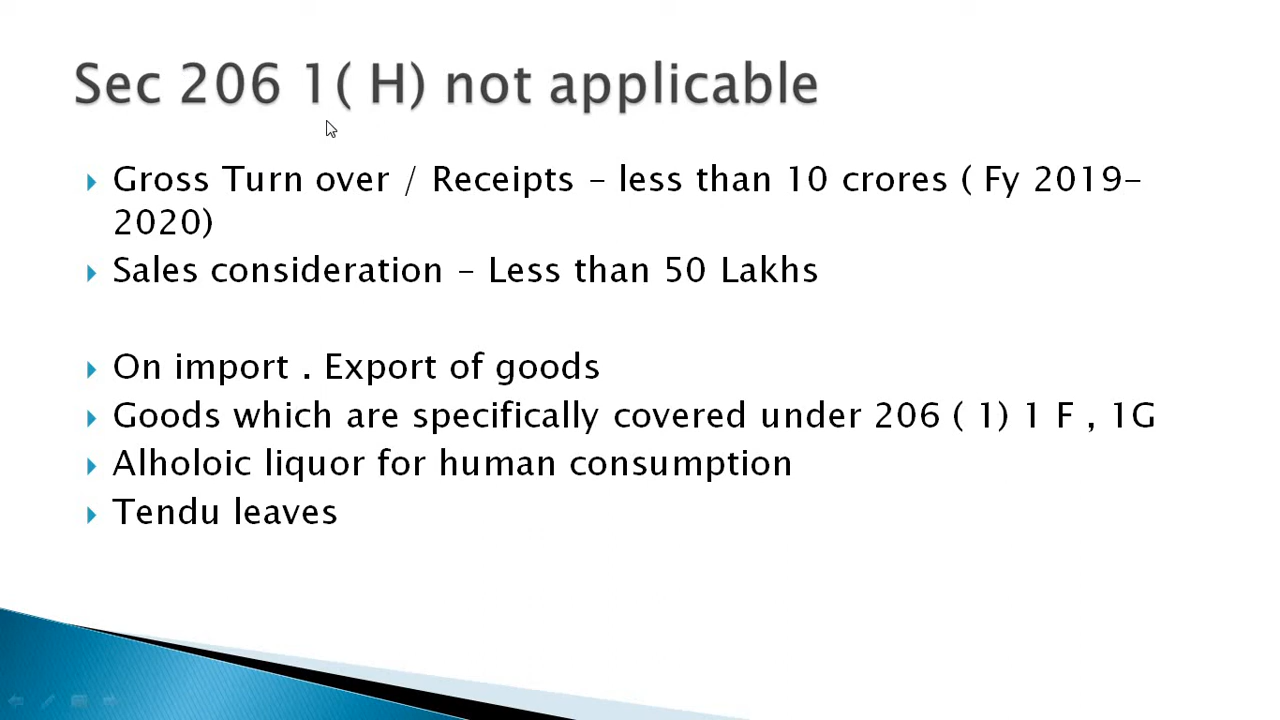 Sec 206 1( H) not applicable
Gross Turn over / Receipts – less than 10 crores ( Fy 2019-
2020)
Sales consideration – Less than 50 Lakhs
On import . Export of goods
Goods which are specifically covered under 206 ( 1) 1 F , 1G
Alholoic liquor for human consumption
Tendu leaves